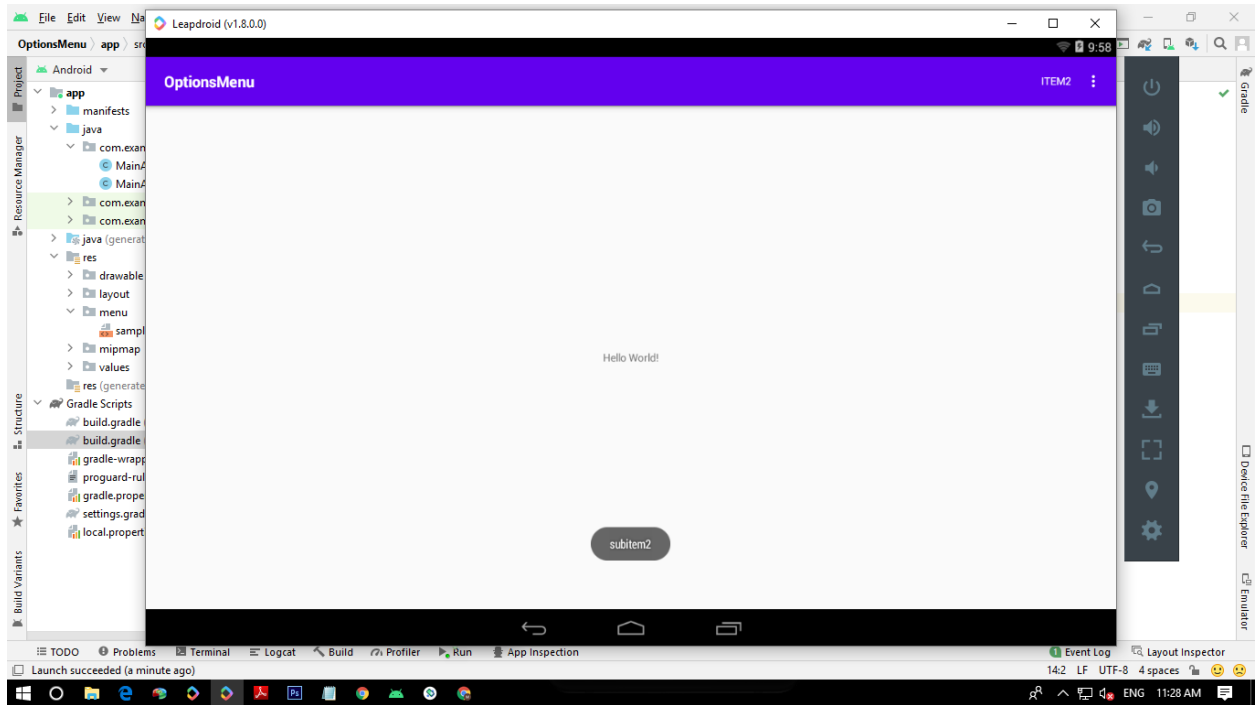 File Edit View Na
Leapdroid (v1.8.0.0)
OptionsMenu app sr
9:58
Android
OptionsMenu
ITEM2
app
manifests
java
com.exan
MainA
MainA
com.exan
com.exan
java (generat
res
drawable
layout
menu
sampl
mipmap
values
res (generate
Gradle Scripts
build.gradle
build.gradle
gradle-wrapp
proguard-rul
gradle.prope
settings.grad
local.propert
Hello World!
subitem2
Project
Resource Manager
Structure
Favorites
Build Variants
Gradle
Device File Explorer
Emulator
TODO Problems Terminal Logcat Build Profiler Run App Inspection
1 Event Log Layout Inspector
Launch succeeded (a minute ago)
14:2 LF UTF-8 4 spaces
Ps
ENG 11:28 AM